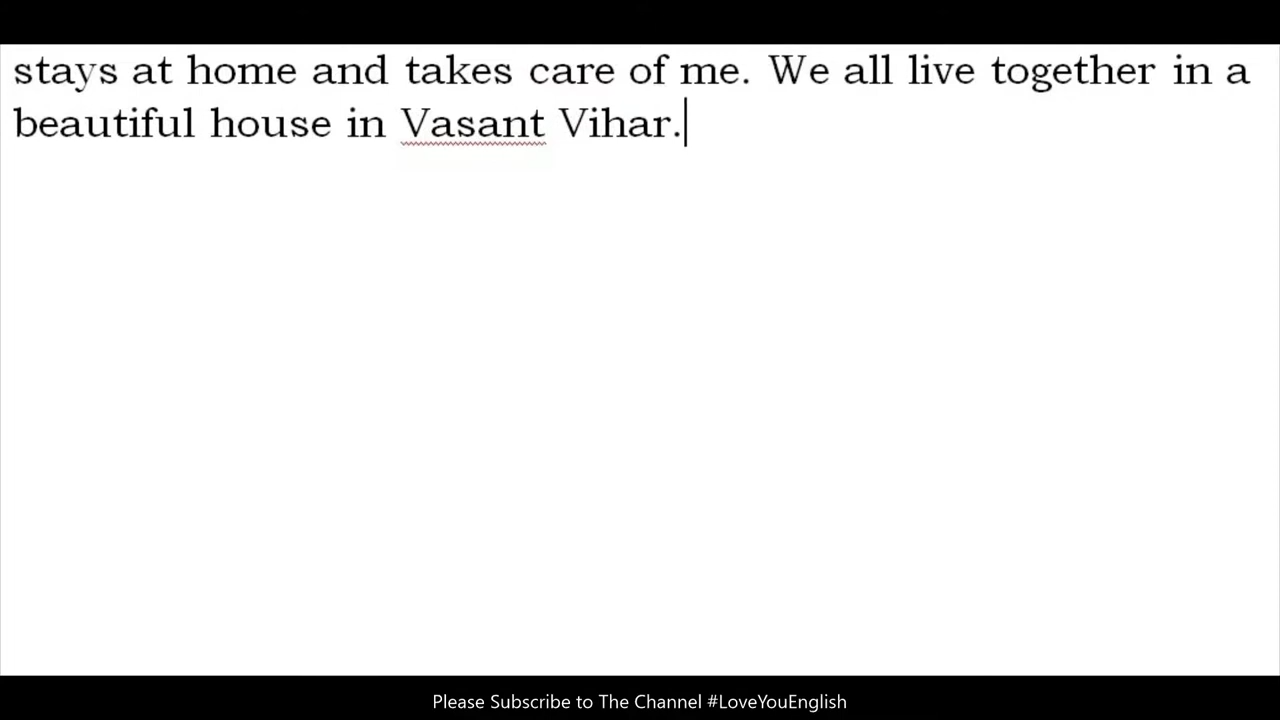 stays at home and takes care of me. We all live together in a
beautiful house in Vasant Vihar.
Please Subscribe to The Channel #LoveYouEnglish